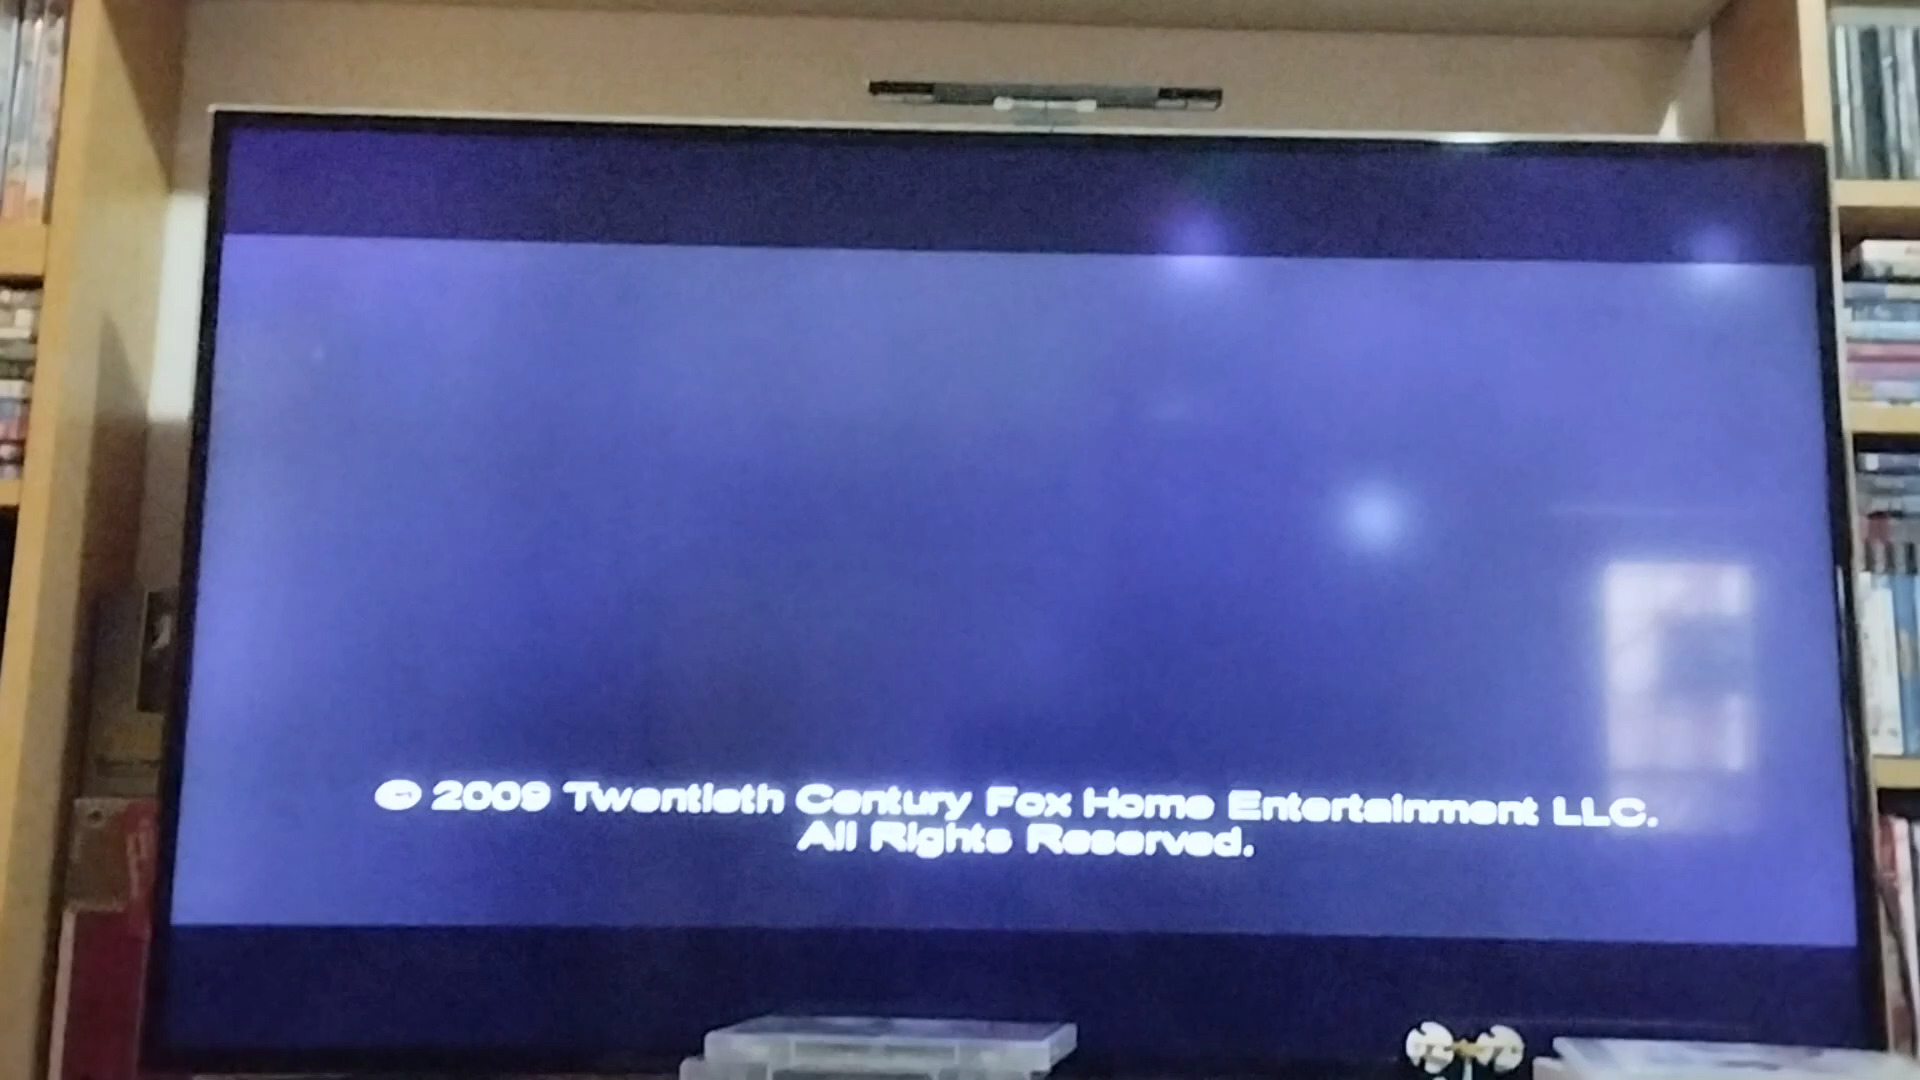 © 2009 Twentieth Century Fox Home Entertainment LLC.
All Rights Reserved.